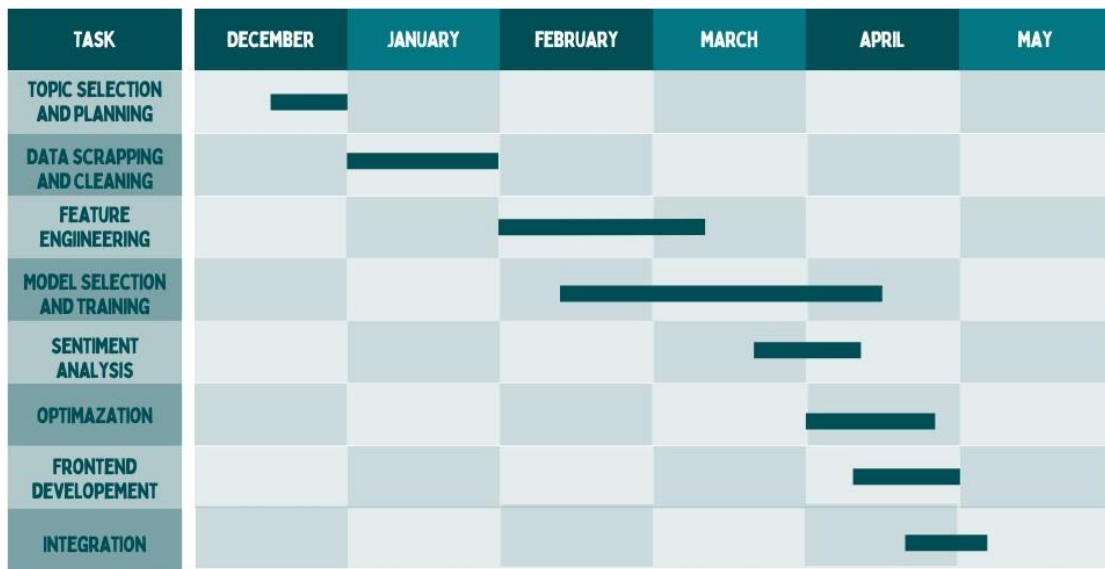 TASK DECEMBER JANUARY FEBRUARY MARCH APRIL MAY
TOPIC SELECTION
AND PLANNING
DATA SCRAPPING
AND CLEANING
FEATURE
ENGIINEERING
MODEL SELECTION
AND TRAINING
SENTIMENT
ANALYSIS
OPTIMAZATION
FRONTEND
DEVELOPEMENT
INTEGRATION